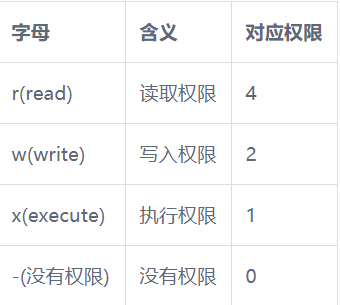 字母 含义 对应权限
r(read) 读取权限 4
w(write) 写入权限 2
x(execute) 执行权限 1
-(没有权限) 没有权限 0